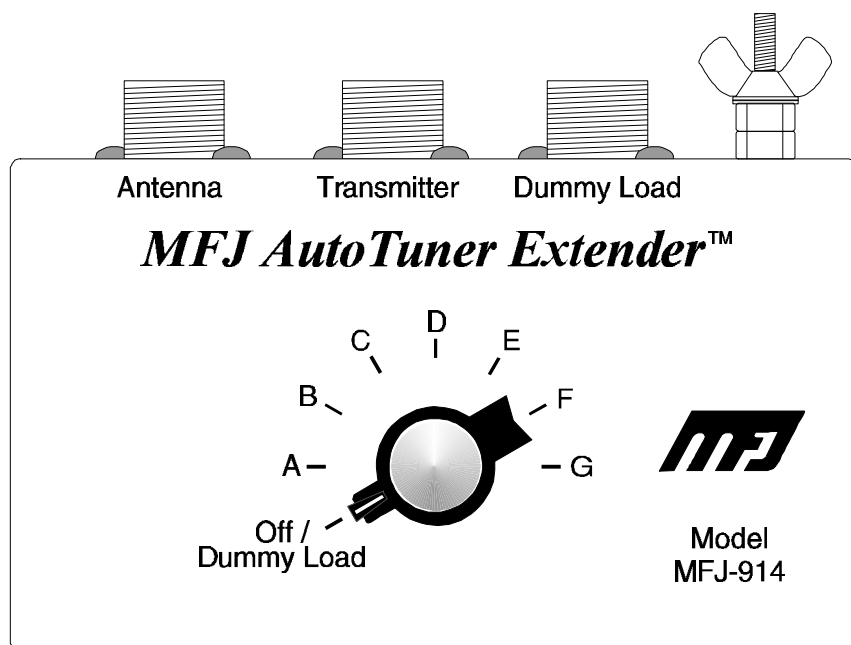 Antenna
Transmitter
Dummy Load
MFJ AutoTuner Extender™
D
C
E
B
F
A
G
Off /
Dummy Load
MFJ
Model
MFJ-914